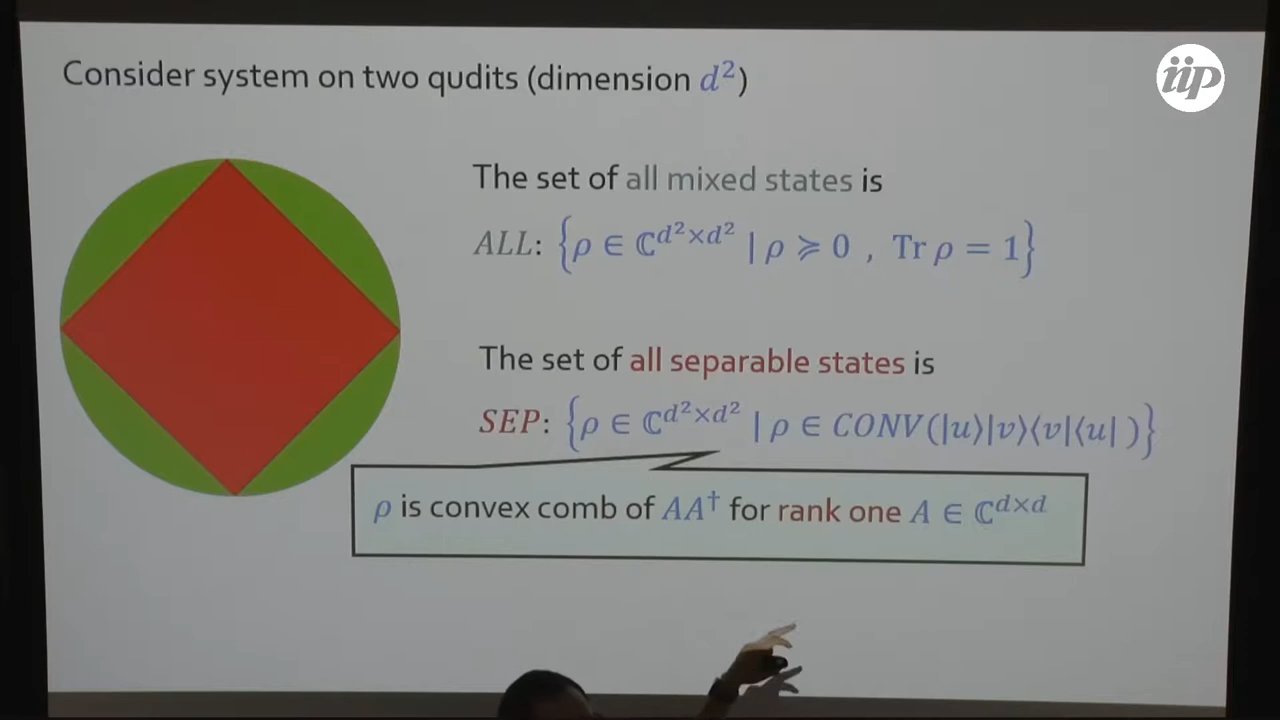 Consider system on two qudits (dimension d²)
iip
The set of all mixed states is
ALL: {ρ ∈ ℂ^{d²×d²} | ρ ≽ 0 , Tr ρ = 1}
The set of all separable states is
SEP: {ρ ∈ ℂ^{d²×d²} | ρ ∈ CONV(|u⟩|v⟩⟨v|⟨u| )}
ρ is convex comb of AA† for rank one A ∈ ℂ^{d×d}